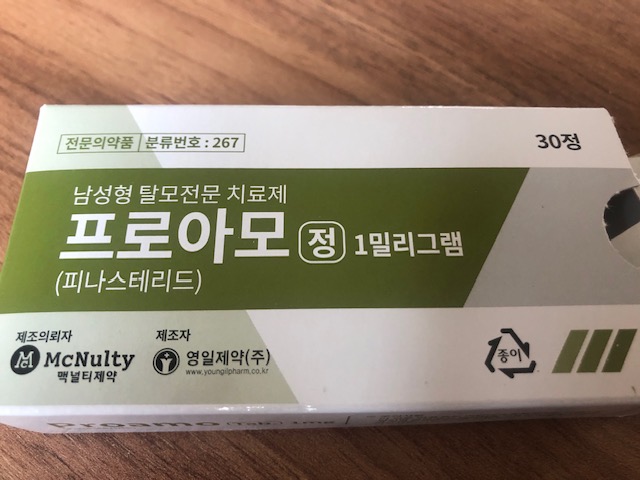 전문의약품 분류번호 : 267
30정
남성형 탈모전문 치료제
프로아모 정 1밀리그램
(피나스테리드)
제조의뢰자
McNulty
맥널티제약
제조자
영일제약(주)
www.youngilpharm.co.kr
종이
Proamo Tab. 1mg